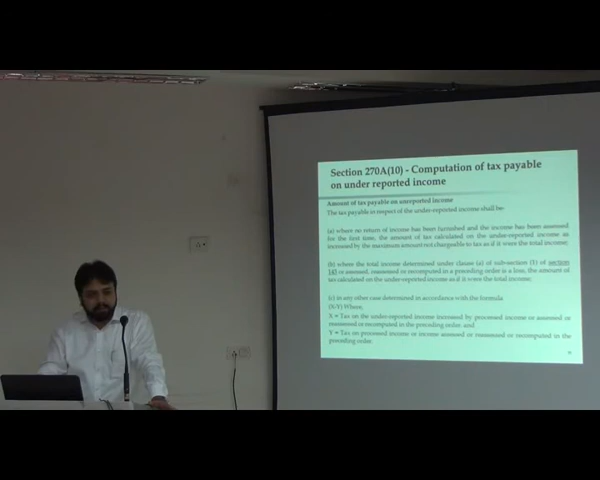 Section 270A(10) - Computation of tax payable
on under reported income
Amount of tax payable on unreported income
The tax payable in respect of the under-reported income shall be-
(a) where no return of income has been furnished and the income has been assessed
for the first time, the amount of tax calculated on the under-reported income as
increased by the maximum amount not chargeable to tax as if it were the total income;
(b) where the total income determined under clause (a) of sub-section (1) of section
143 or assessed, reassessed or recomputed in a preceding order is a loss, the amount of
tax calculated on the under-reported income as if it were the total income;
(c) in any other case determined in accordance with the formula
(X-Y) Where,
X = Tax on the under-reported income increased by processed income or assessed or
reassessed or recomputed in the preceding order; and
Y = Tax on processed income or income assessed or reassessed or recomputed in the
preceding order.